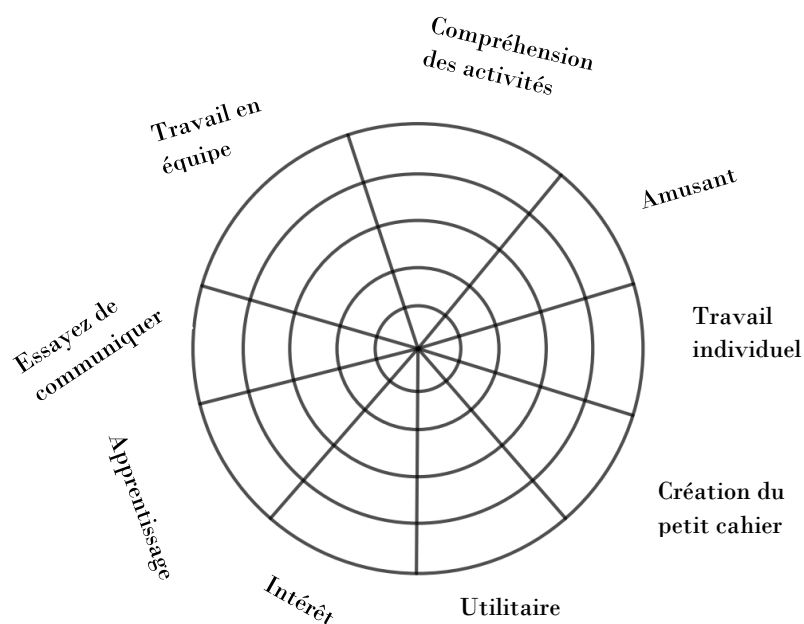 Compréhension
des activités
Travail en
équipe
Amusant
Essayez de
communiquer
Travail
individuel
Apprentissage
Création du
petit cahier
Intérêt
Utilitaire